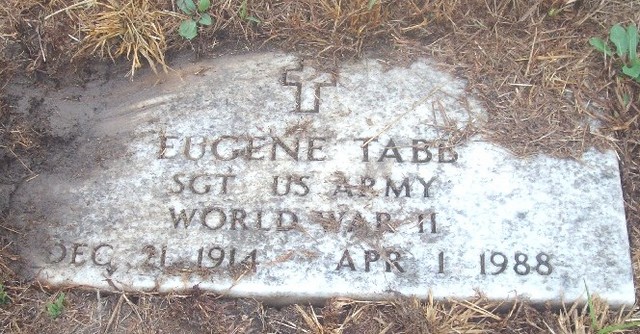 EUGENE TABB
SGT US ARMY
WORLD WAR II
DEC 21 1914 APR 1 1988